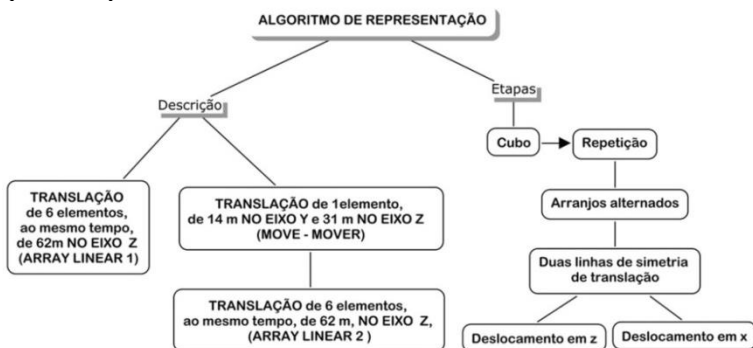 ALGORITMO DE REPRESENTAÇÃO
Descrição
TRANSLAÇÃO
de 6 elementos,
ao mesmo tempo,
de 62m NO EIXO Z
(ARRAY LINEAR 1)
TRANSLAÇÃO de 1elemento,
de 14 m NO EIXO Y e 31 m NO EIXO Z
(MOVE - MOVER)
TRANSLAÇÃO de 6 elementos,
ao mesmo tempo, de 62 m, NO EIXO Z,
(ARRAY LINEAR 2 )
Etapas
Cubo
Repetição
Arranjos alternados
Duas linhas de simetria
de translação
Deslocamento em z
Deslocamento em x